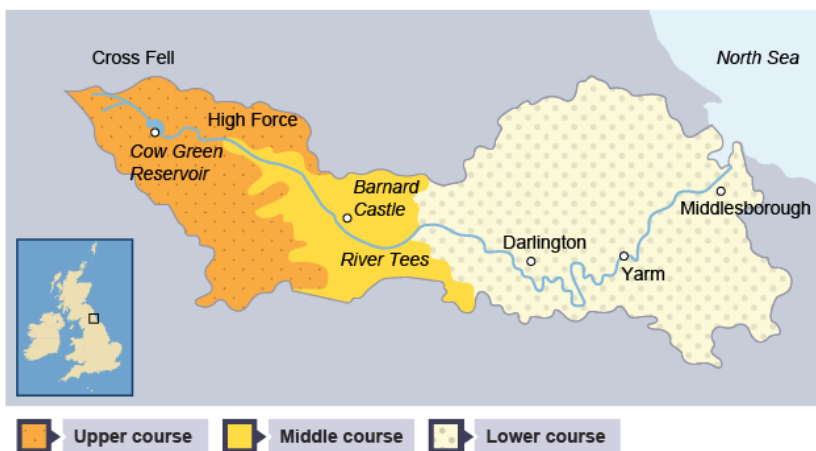 Cross Fell
North Sea
High Force
Cow Green
Reservoir
Barnard
Castle
Middlesborough
Darlington
River Tees
Yarm
Upper course
Middle course
Lower course